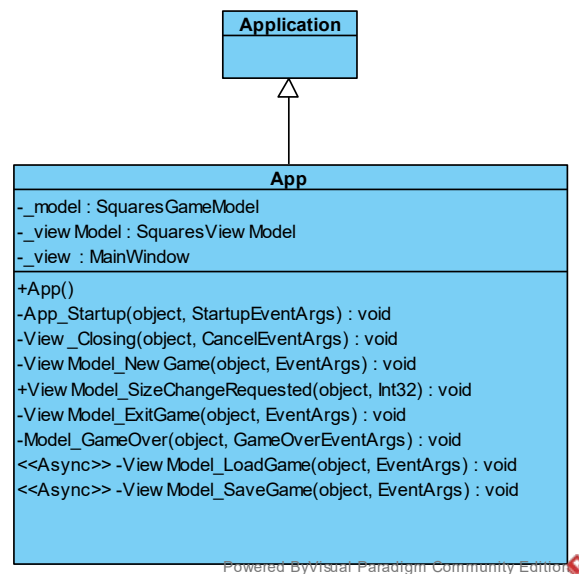 Application
App
-_model : SquaresGameModel
-_view Model : SquaresView Model
-_view : MainWindow
+App()
-App_Startup(object, StartupEventArgs) : void
-View _Closing(object, CancelEventArgs) : void
-View Model_New Game(object, EventArgs) : void
+View Model_SizeChangeRequested(object, Int32) : void
-View Model_ExitGame(object, EventArgs) : void
-Model_GameOver(object, GameOverEventArgs) : void
<<Async>> -View Model_LoadGame(object, EventArgs) : void
<<Async>> -View Model_SaveGame(object, EventArgs) : void
Powered ByVisual Paradigm Community Edition